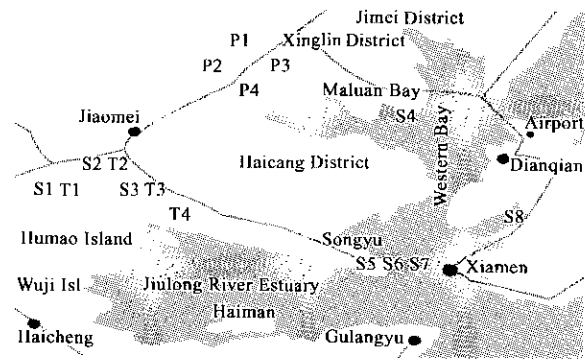 Jimei District
P1
Xinglin District
P2
P3
P4
Maluan Bay
Jiaomei
S4
Airport
Western Bay
S2 T2
Haicang District
Dianqian
S1 T1
S3 T3
T4
S8
Humao Island
Songyu
S5 S6 S7
Xiamen
Wuji Isl
Jiulong River Estuary
Haiman
Haicheng
Gulangyu